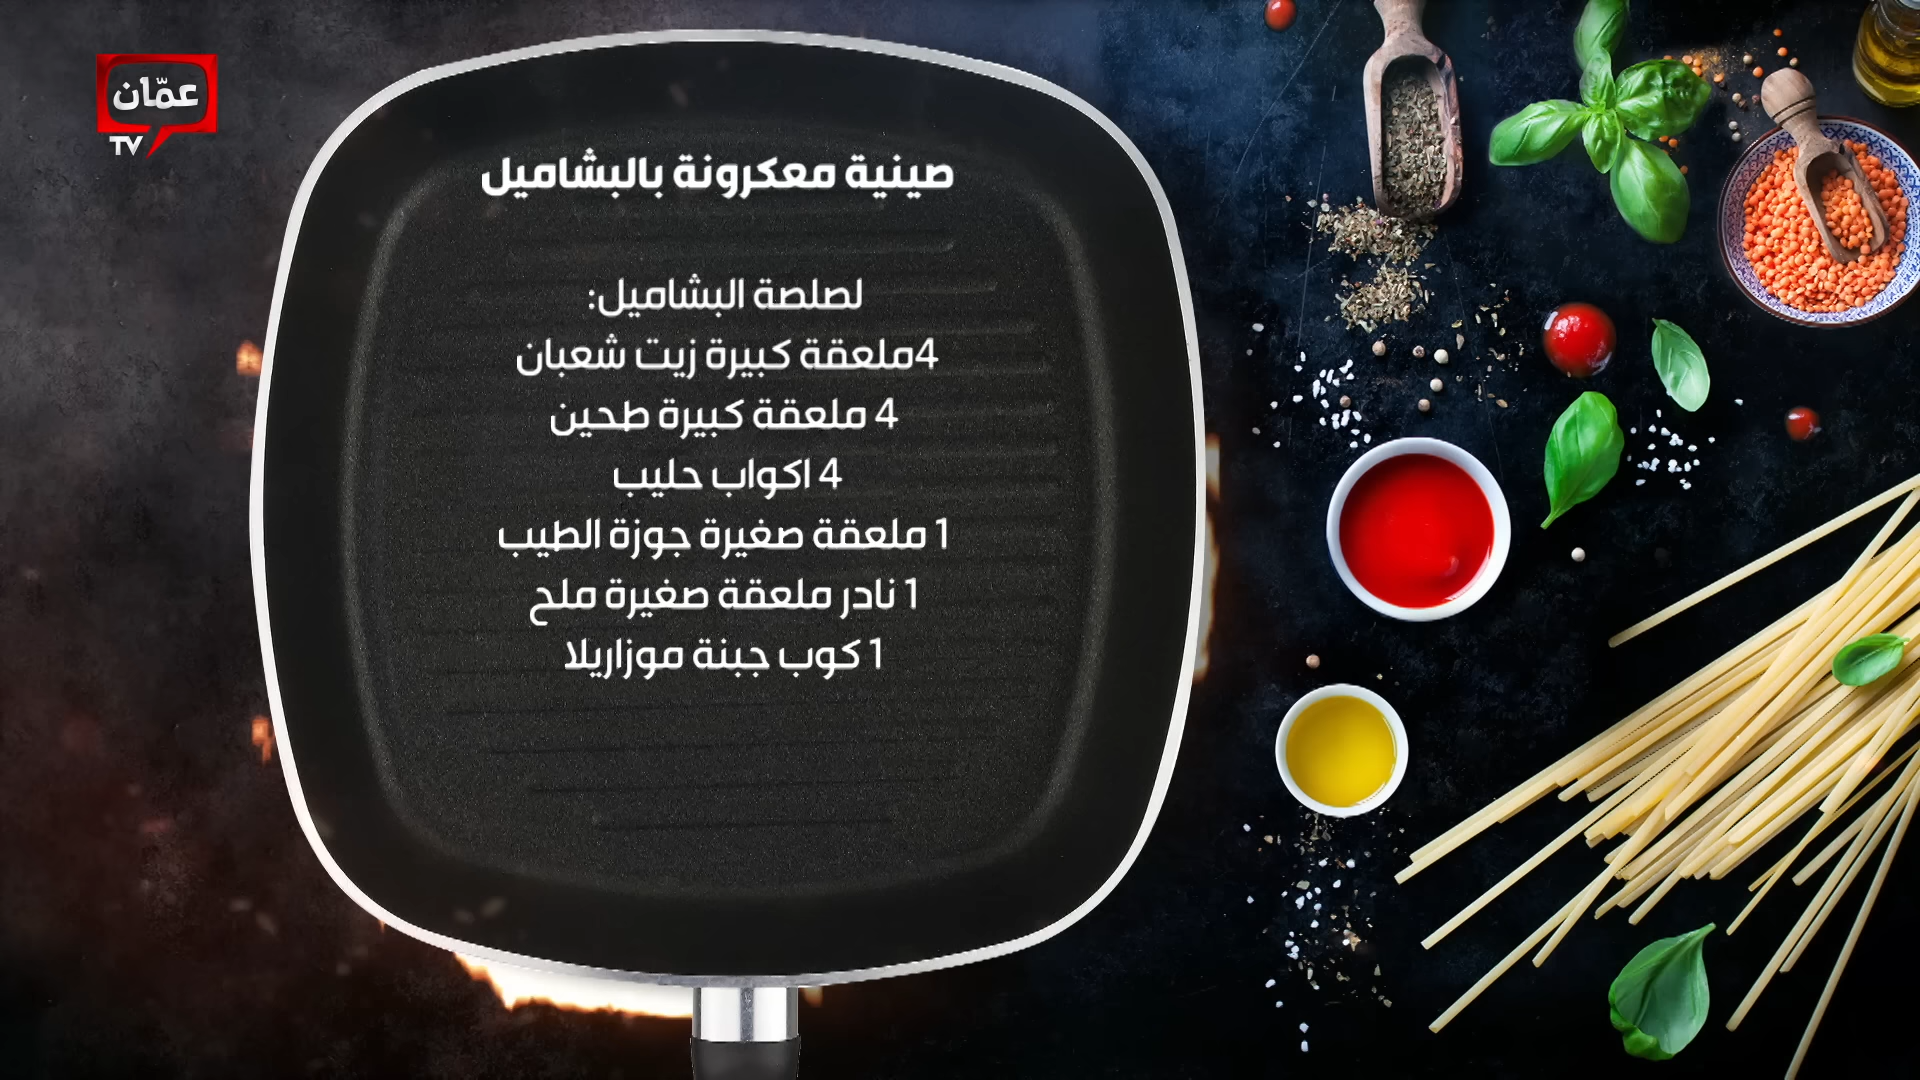 عمّان
TV
صينية معكرونة بالبشاميل
لصلصة البشاميل:
4ملعقة كبيرة زيت شعبان
4 ملعقة كبيرة طحين
4 اكواب حليب
1 ملعقة صغيرة جوزة الطيب
1 نادر ملعقة صغيرة ملح
1 كوب جبنة موزاريلا